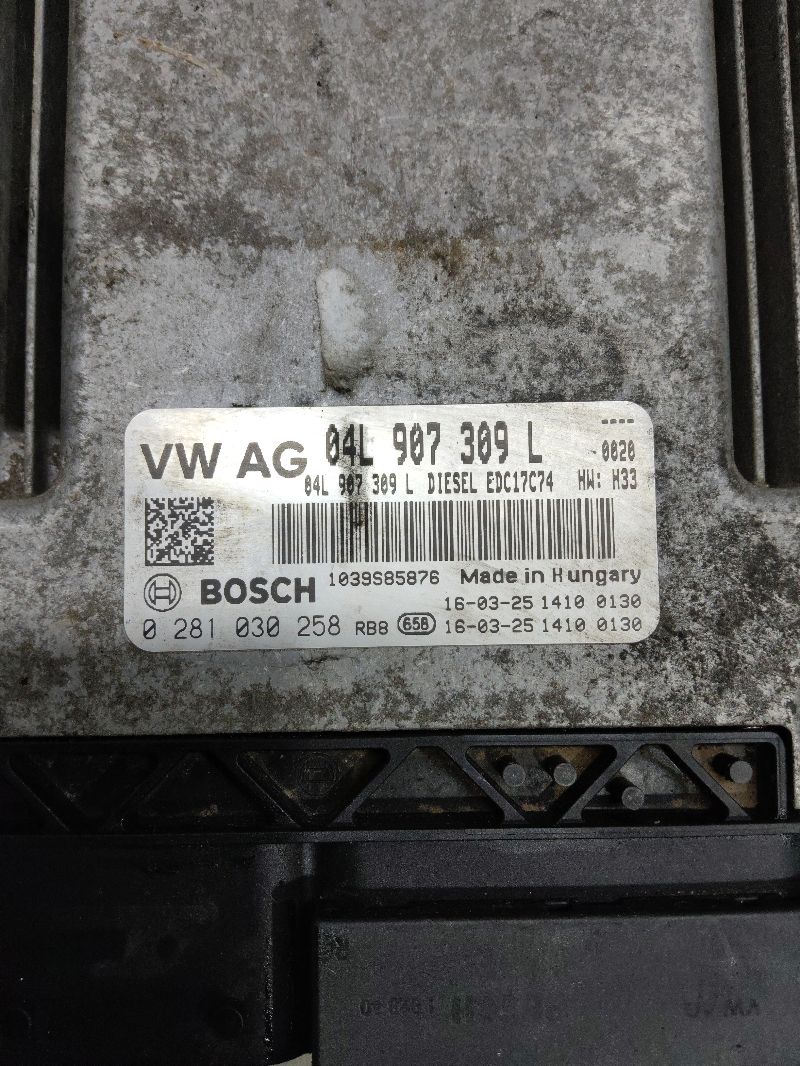 VW AG 04L 907 309 L ----
0020
04L 907 309 L DIESEL EDC17C74 HW: H33
BOSCH 1039S85876 Made in Hungary
16-03-25 1410 0130
0 281 030 258 RB8 658 16-03-25 1410 0130